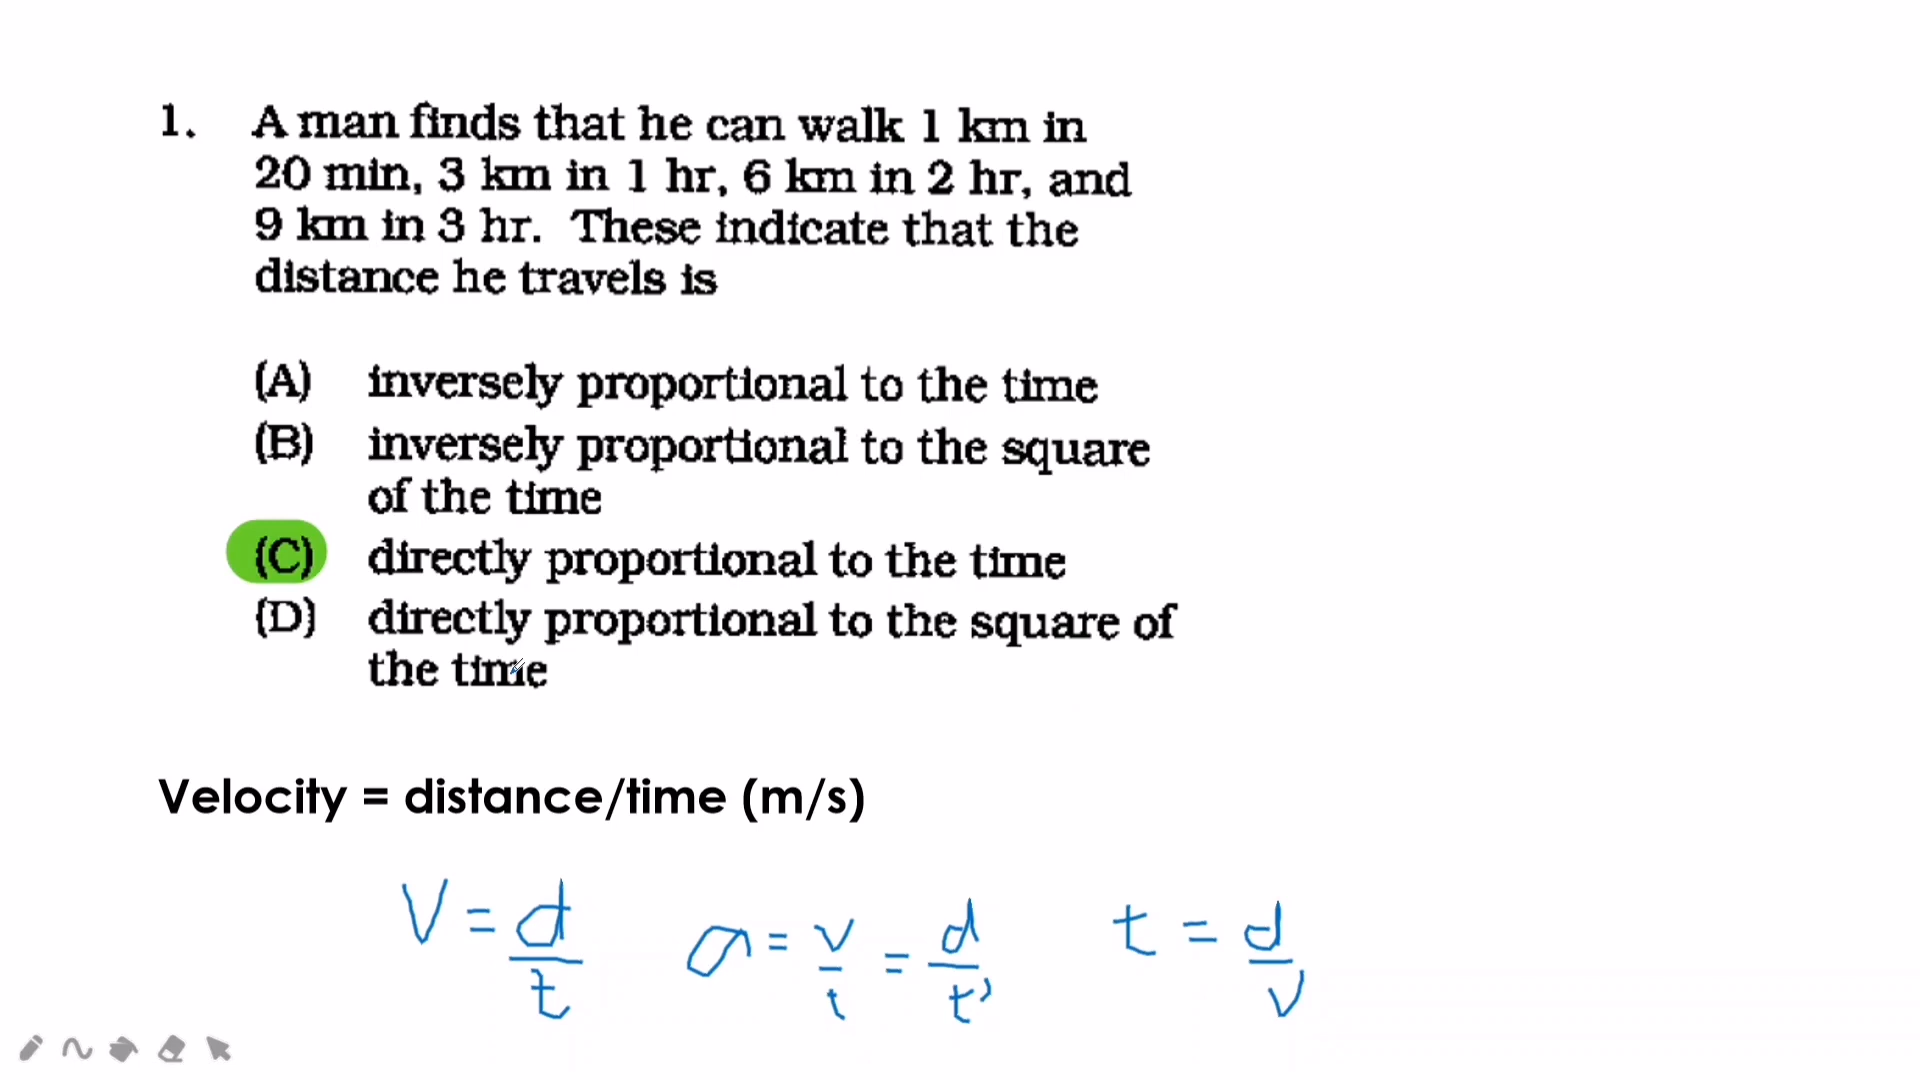 1. A man finds that he can walk 1 km in
20 min, 3 km in 1 hr, 6 km in 2 hr, and
9 km in 3 hr. These indicate that the
distance he travels is
(A) inversely proportional to the time
(B) inversely proportional to the square
of the time
(C) directly proportional to the time
(D) directly proportional to the square of
the time
Velocity = distance/time (m/s)
V = d/t a = v/t = d/t² t = d/v